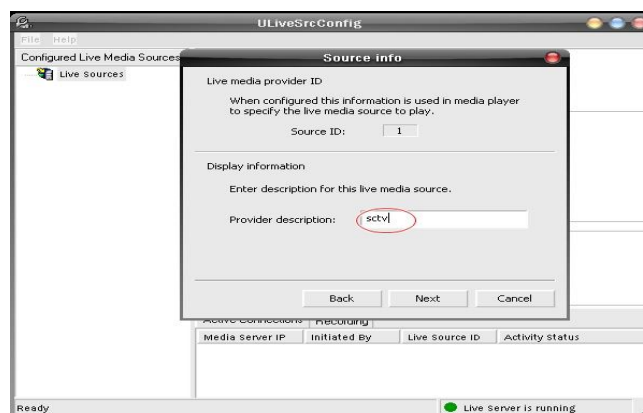 ULiveSrcConfig
File Help
Configured Live Media Sources
Live Sources
Source info
Live media provider ID
When configured this information is used in media player
to specify the live media source to play.
Source ID: 1
Display information
Enter description for this live media source.
Provider description: sctv
Back Next Cancel
Active Connections Recording
Media Server IP Initiated By Live Source ID Activity Status
Ready Live Server is running